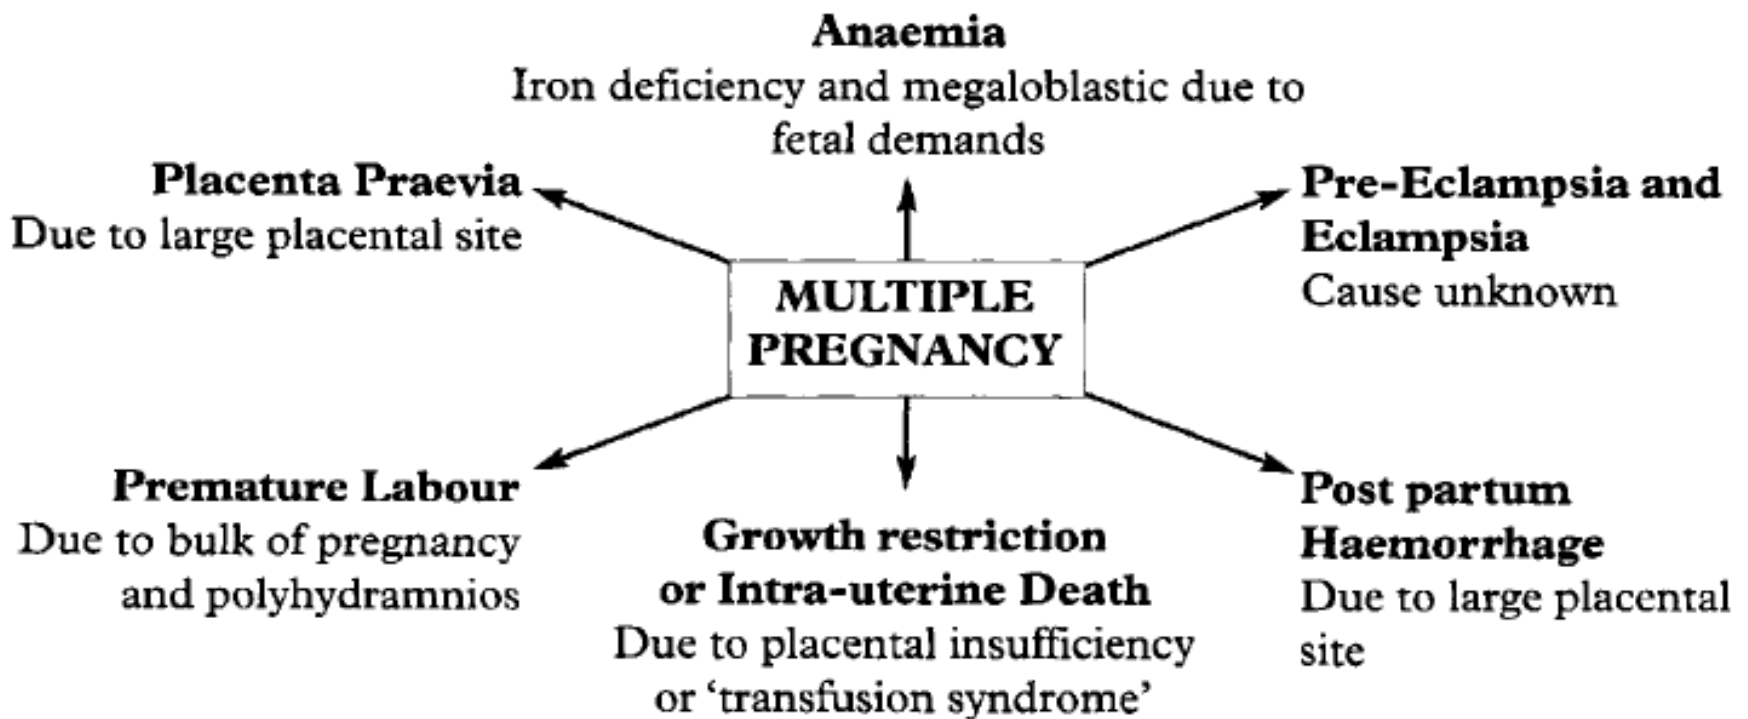 Anaemia
Iron deficiency and megaloblastic due to
fetal demands
Placenta Praevia
Due to large placental site
Pre-Eclampsia and
Eclampsia
Cause unknown
MULTIPLE
PREGNANCY
Premature Labour
Due to bulk of pregnancy
and polyhydramnios
Growth restriction
or Intra-uterine Death
Due to placental insufficiency
or ‘transfusion syndrome’
Post partum
Haemorrhage
Due to large placental
site